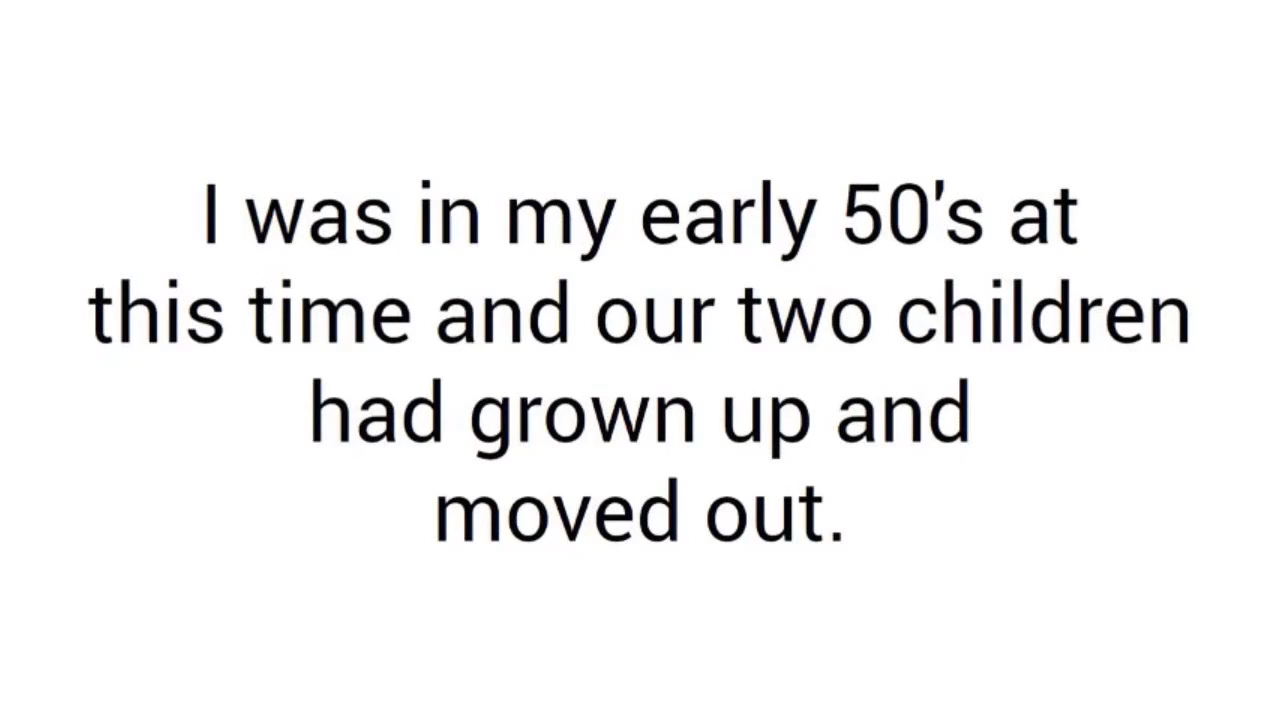 I was in my early 50's at
this time and our two children
had grown up and
moved out.